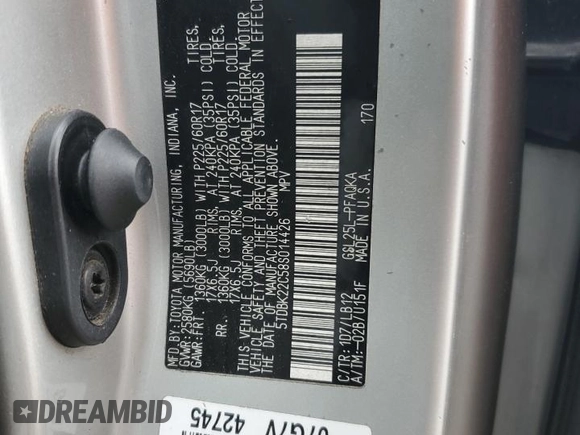 MFD.BY:TOYOTA MOTOR MANUFACTURING, INDIANA, INC.
GVWR:2580KG(5690LB)
GAWR:FRT. 1360KG (3000LB) WITH P225/60R17 TIRES,
17X6.5J RIMS, AT 240KPA (35PSI) COLD
RR. 1360KG (3000LB) WITH P225/60R17 TIRES,
17X6.5J RIMS, AT 240KPA (35PSI) COLD
THIS VEHICLE CONFORMS TO ALL APPLICABLE FEDERAL MOTOR
VEHICLE SAFETY AND THEFT PREVENTION STANDARDS IN EFFECT
ON THE DATE OF MANUFACTURE SHOWN ABOVE.
5TDBK22C58S014426 MPV
170
C/TR:1D7/LB12 GSL25L-PFAQKA
A/TM:-02B/U151F MADE IN U.S.A.
07G7V
42745
DREAMBID